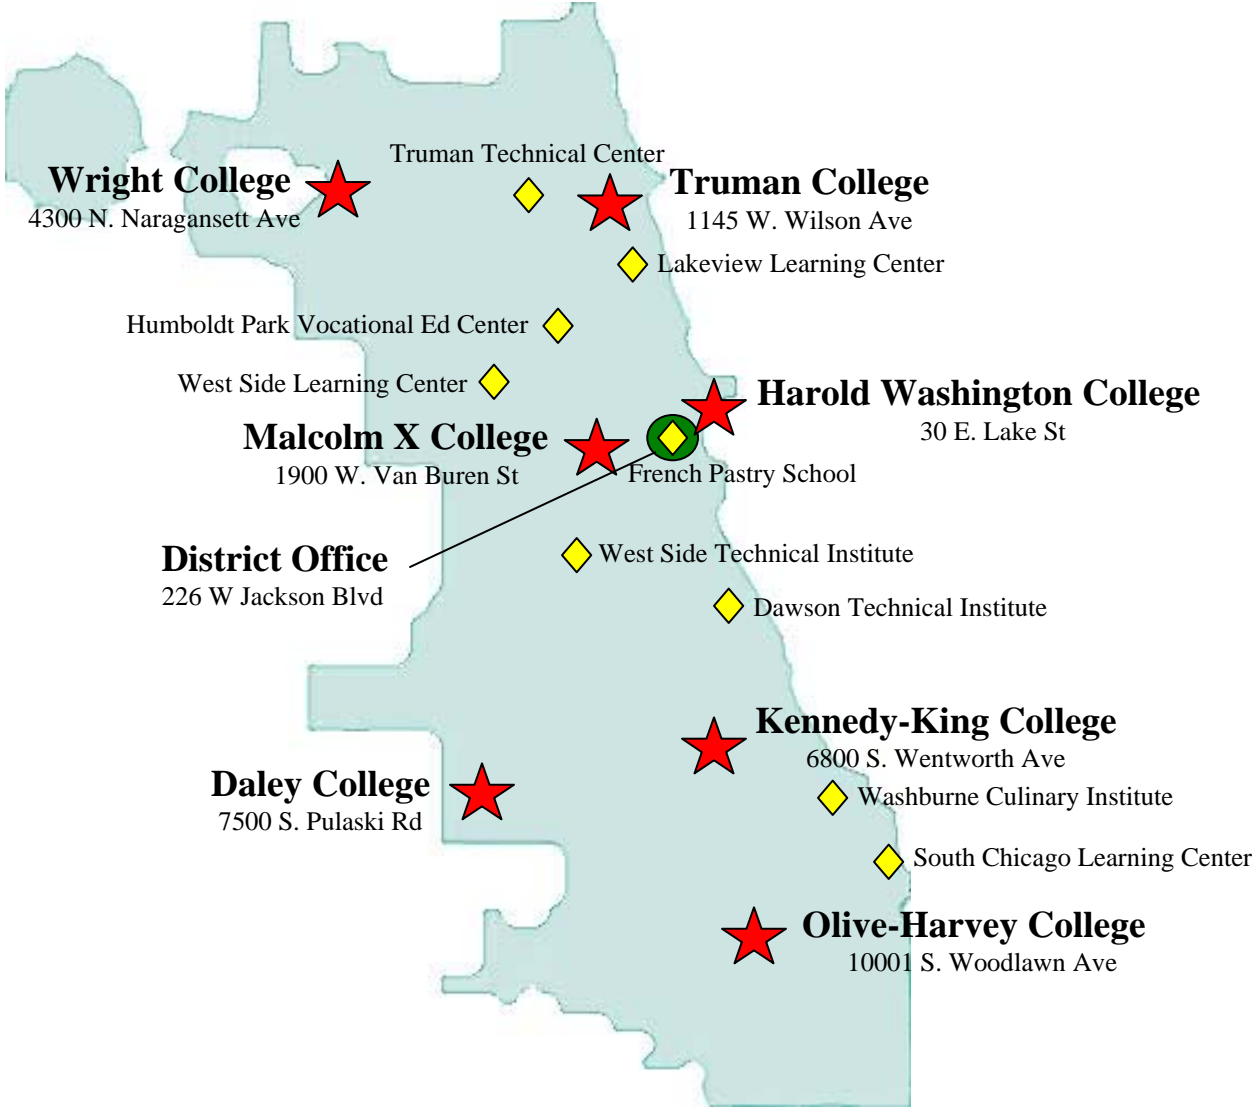 Truman Technical Center
Wright College
4300 N. Naragansett Ave
Truman College
1145 W. Wilson Ave
Lakeview Learning Center
Humboldt Park Vocational Ed Center
West Side Learning Center
Harold Washington College
30 E. Lake St
Malcolm X College
1900 W. Van Buren St
French Pastry School
District Office
226 W Jackson Blvd
West Side Technical Institute
Dawson Technical Institute
Kennedy-King College
6800 S. Wentworth Ave
Daley College
7500 S. Pulaski Rd
Washburne Culinary Institute
South Chicago Learning Center
Olive-Harvey College
10001 S. Woodlawn Ave